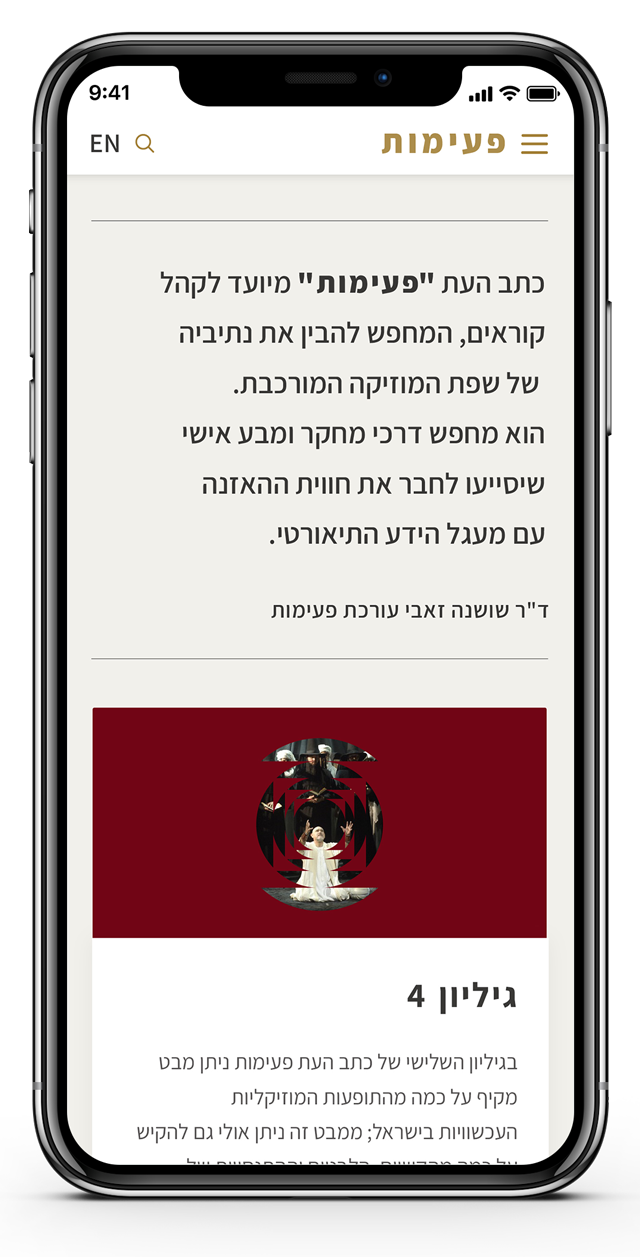 9:41
פעימות
EN
כתב העת "פעימות" מיועד לקהל
קוראים, המחפש להבין את נתיביה
של שפת המוזיקה המורכבת.
הוא מחפש דרכי מחקר ומבע אישי
שיסייעו לחבר את חווית ההאזנה
עם מעגל הידע התיאורטי.
ד"ר שושנה זאבי עורכת פעימות
גיליון 4
בגיליון השלישי של כתב העת פעימות ניתן מבט
מקיף על כמה מהתופעות המוזיקליות
העכשוויות בישראל; ממבט זה ניתן אולי גם להקיש